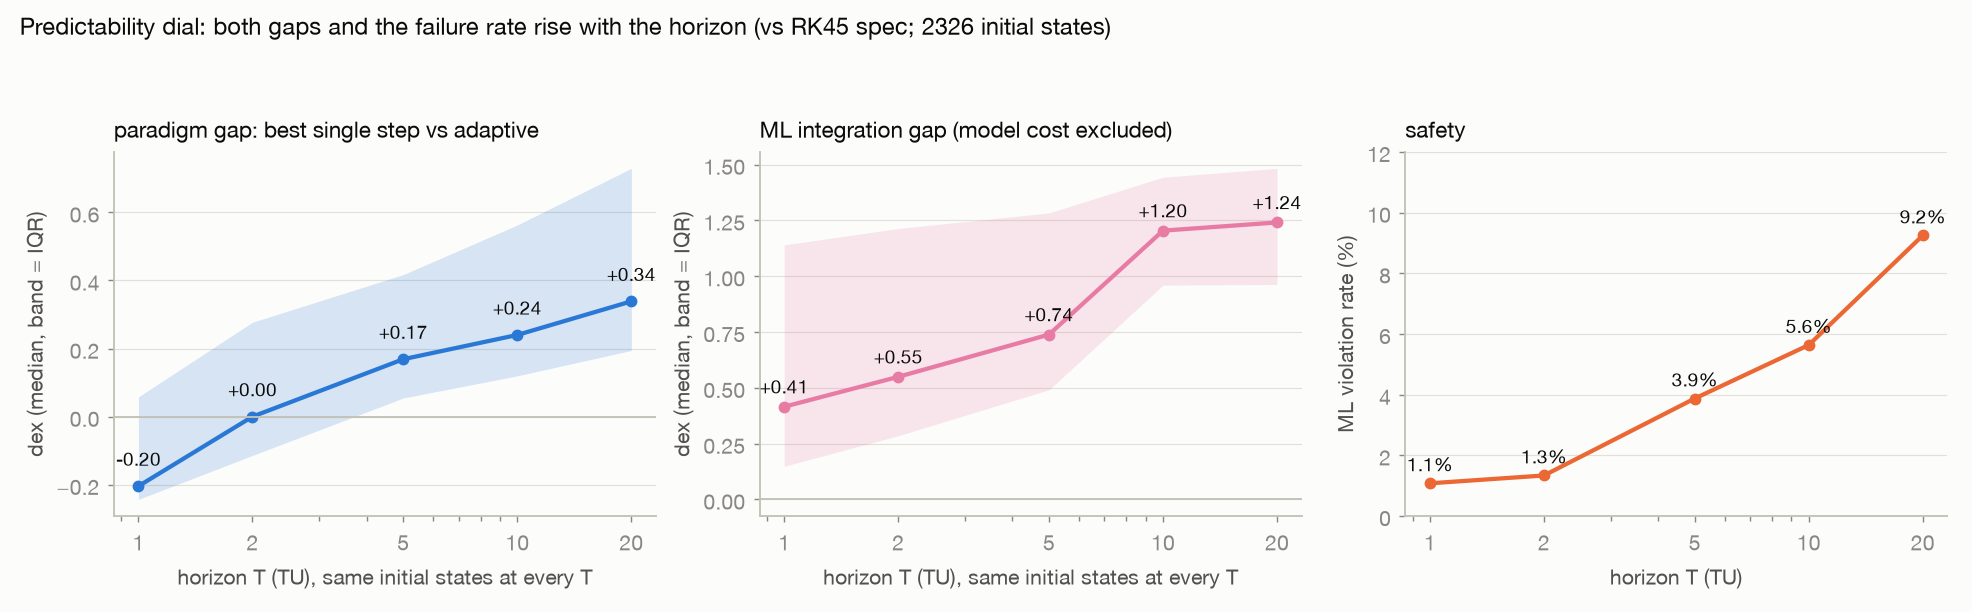 Predictability dial: both gaps and the failure rate rise with the horizon (vs RK45 spec; 2326 initial states)
paradigm gap: best single step vs adaptive
dex (median, band = IQR)
0.6
0.4
0.2
0.0
−0.2
-0.20
+0.00
+0.17
+0.24
+0.34
1 2 5 10 20
horizon T (TU), same initial states at every T
ML integration gap (model cost excluded)
dex (median, band = IQR)
1.50
1.25
1.00
0.75
0.50
0.25
0.00
+0.41
+0.55
+0.74
+1.20
+1.24
1 2 5 10 20
horizon T (TU), same initial states at every T
safety
ML violation rate (%)
12
10
8
6
4
2
0
1.1%
1.3%
3.9%
5.6%
9.2%
1 2 5 10 20
horizon T (TU)